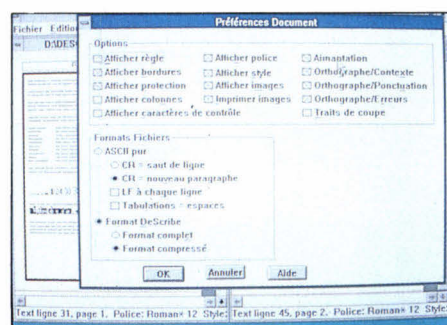 Préférences Document
Fichier Edition
D:\DES
Options
Afficher règle
Afficher bordures
Afficher protection
Afficher colonnes
Afficher caractères de contrôle
Afficher police
Afficher style
Afficher images
Imprimer images
Aimantation
Orthographe/Contexte
Orthographe/Ponctuation
Orthographe/Erreurs
Traits de coupe
Formats Fichiers
ASCII pur
CR = saut de ligne
CR = nouveau paragraphe
LF à chaque ligne
Tabulations = espaces
Format DeScribe
Format complet
Format compressé
OK Annuler Aide
Text ligne 31, page 1. Police: Roman* 12 Style:
Text ligne 45, page 2. Police: Roman* 12 Style: